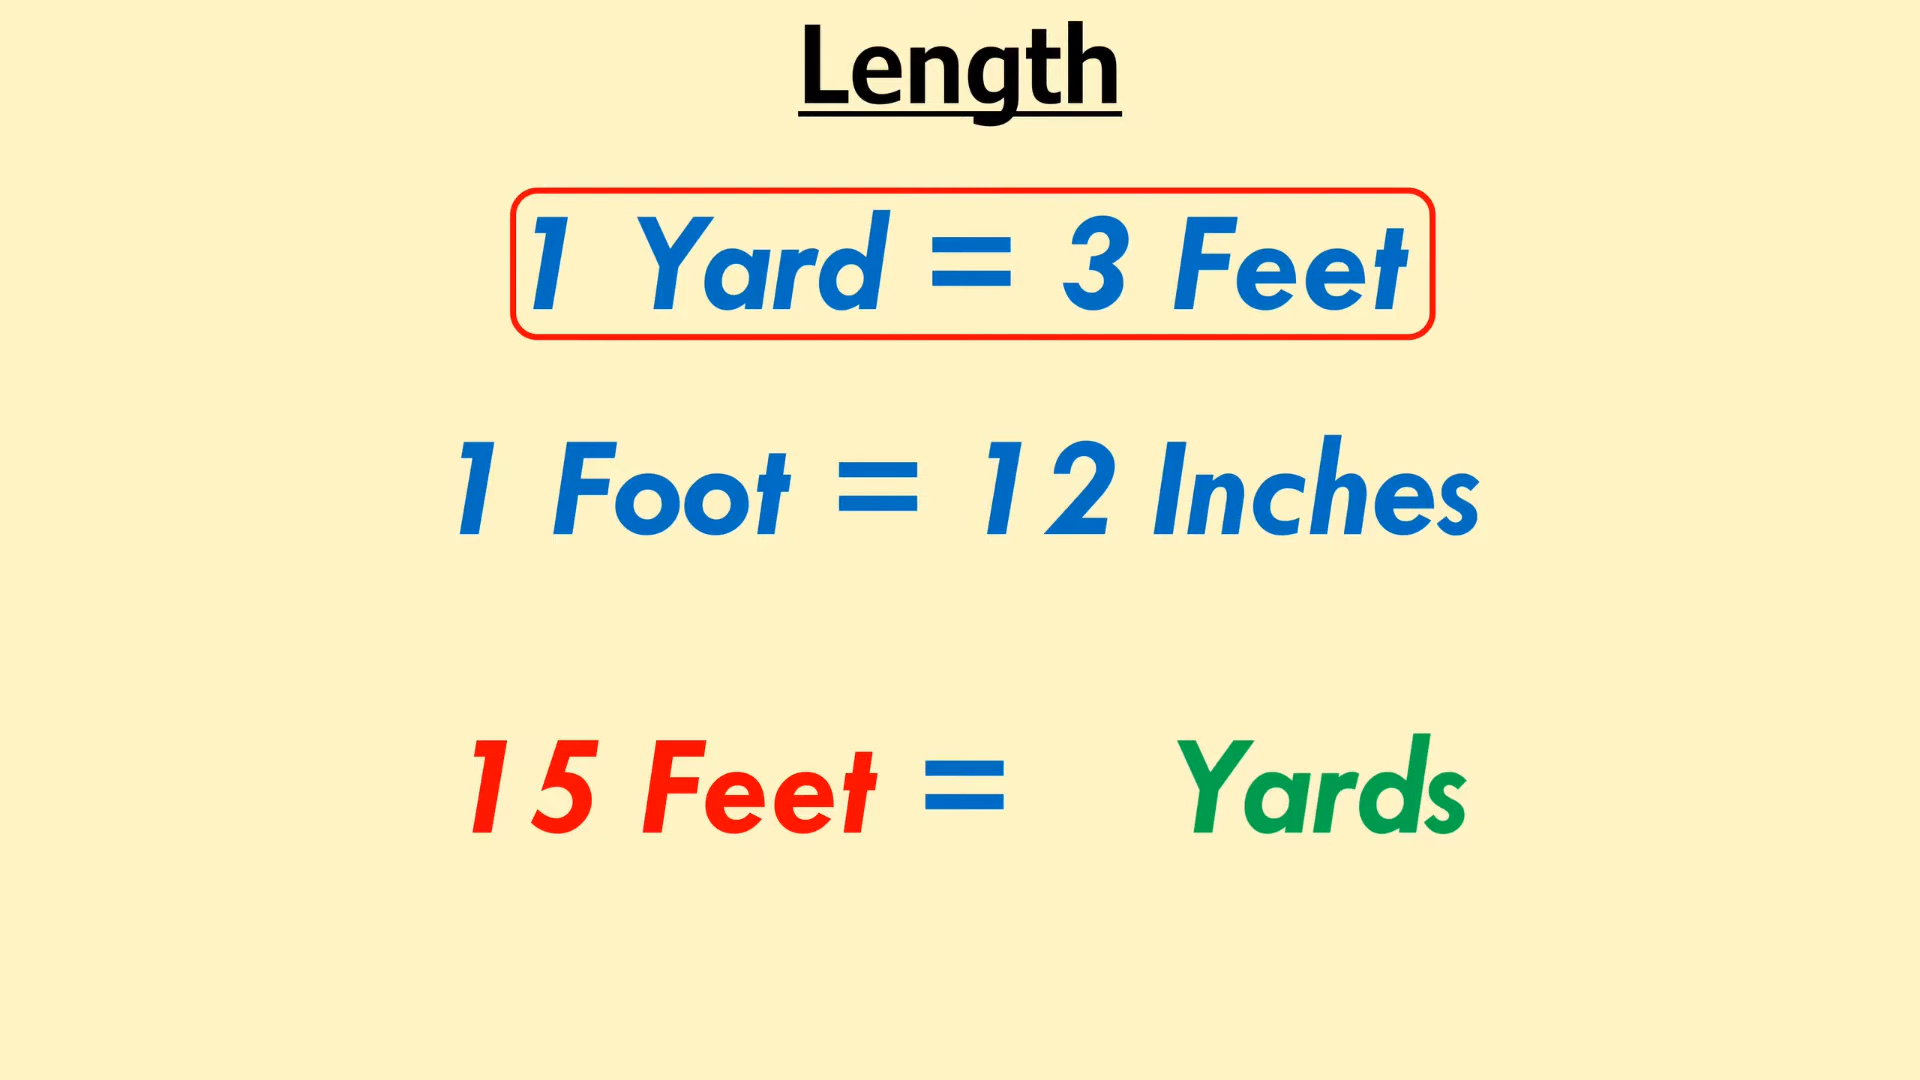 Length
1 Yard = 3 Feet
1 Foot = 12 Inches
15 Feet = Yards